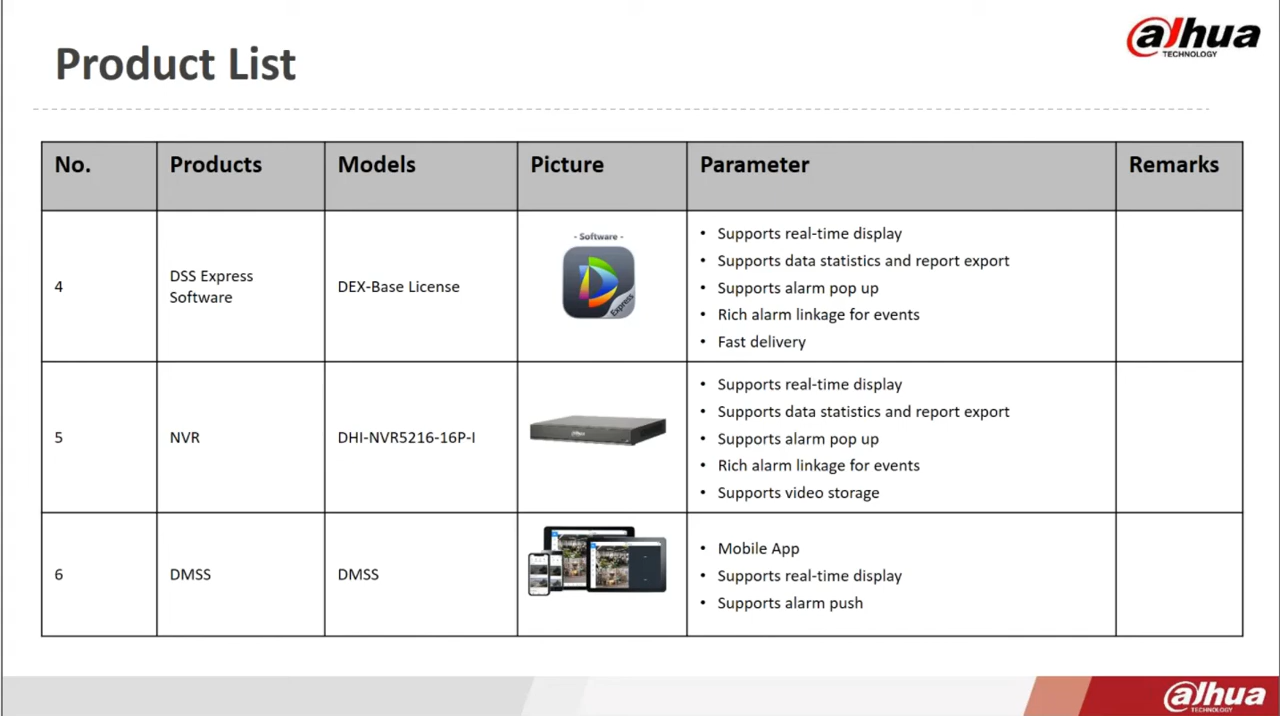 Product List
alhua
TECHNOLOGY
No.
Products
Models
Picture
Parameter
Remarks
4
DSS Express
Software
DEX-Base License
- Software -
Express
• Supports real-time display
• Supports data statistics and report export
• Supports alarm pop up
• Rich alarm linkage for events
• Fast delivery
5
NVR
DHI-NVR5216-16P-I
alhua
• Supports real-time display
• Supports data statistics and report export
• Supports alarm pop up
• Rich alarm linkage for events
• Supports video storage
6
DMSS
DMSS
• Mobile App
• Supports real-time display
• Supports alarm push
alhua
TECHNOLOGY